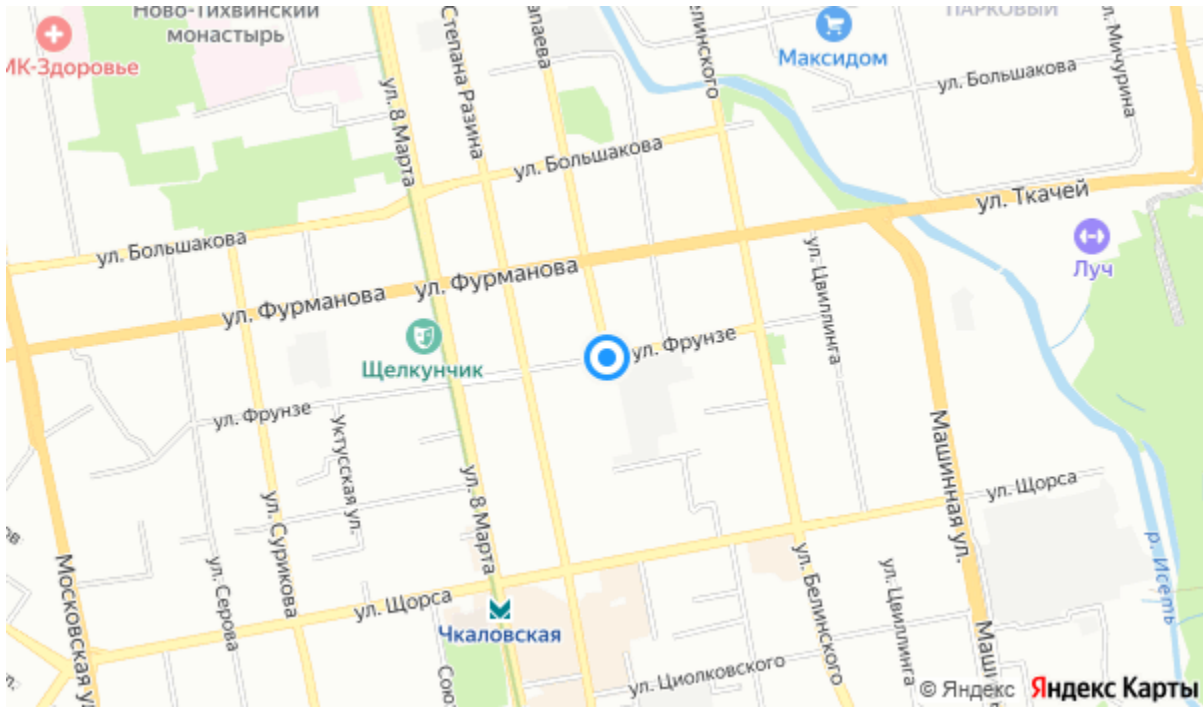 Ново-Тихвинский
монастырь
МК-Здоровье
ул. 8 Марта
Степана Разина
Чапаева
Белинского
Максидом
ПАРКОВЫЙ
ул. Мичурина
ул. Большакова
ул. Большакова
ул. Большакова
ул. Ткачей
Луч
ул. Фурманова
ул. Фурманова
ул. Цвиллинга
Щелкунчик
ул. Фрунзе
ул. Фрунзе
Уктусская ул.
ул. 8 Марта
Машинная ул.
ул. Щорса
р. Исеть
ул. Сурикова
ул. Серова
Московская ул.
ул. Щорса
Чкаловская
ул. Белинского
ул. Цвиллинга
ул. Циолковского
© Яндекс Яндекс Карты